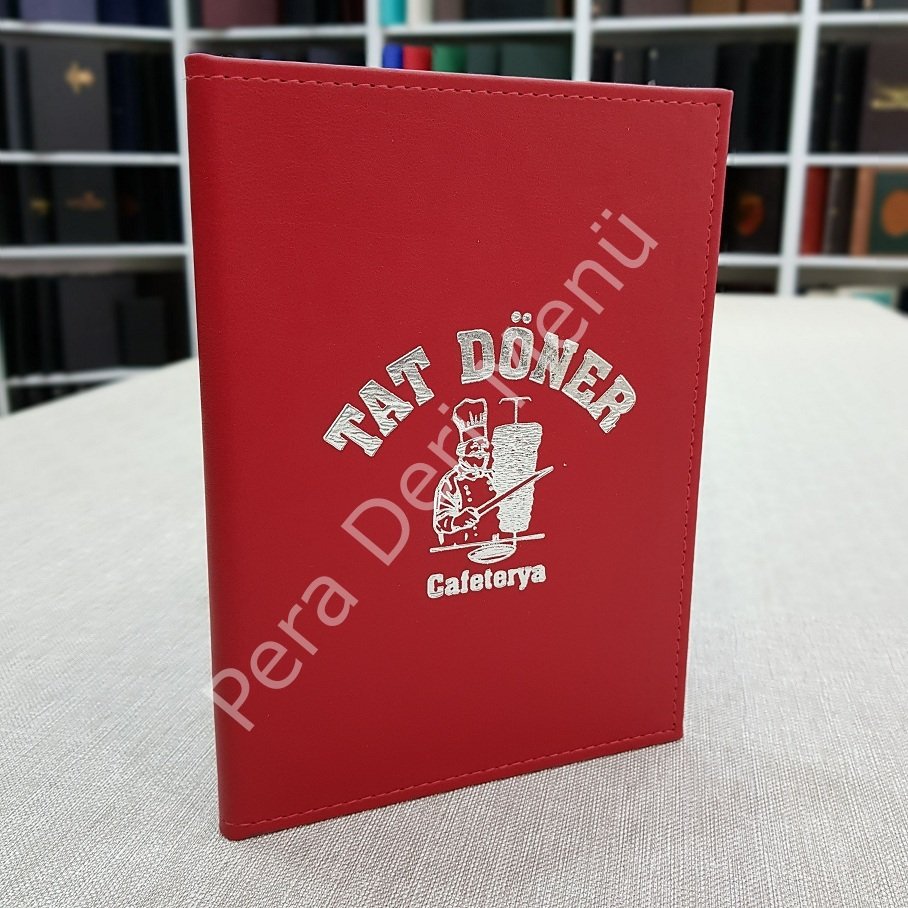 TAT DÖNER
Cafeterya
Pera Deri Menü